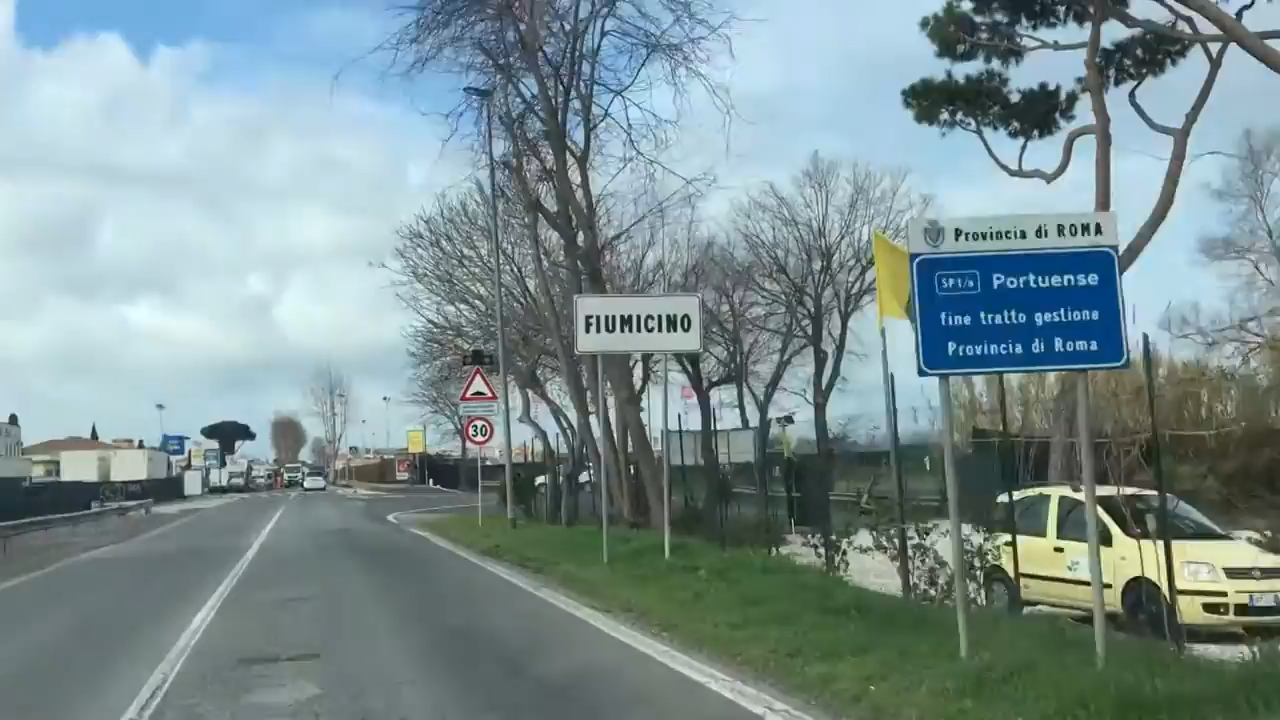 FIUMICINO
30
Provincia di ROMA
SP1/a Portuense
fine tratto gestione
Provincia di Roma